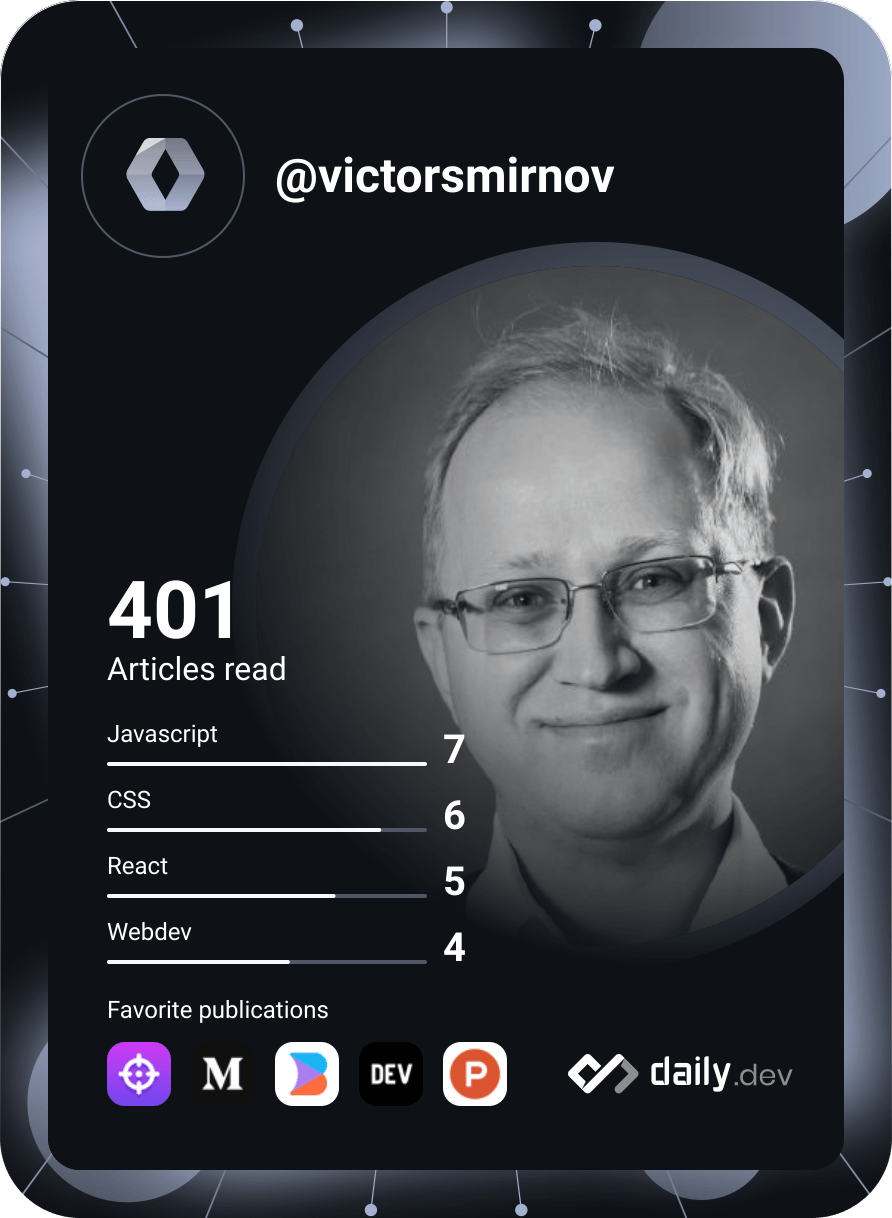 @victorsmirnov
401
Articles read
Javascript
7
CSS
6
React
5
Webdev
4
Favorite publications
M
DEV
P
daily.dev